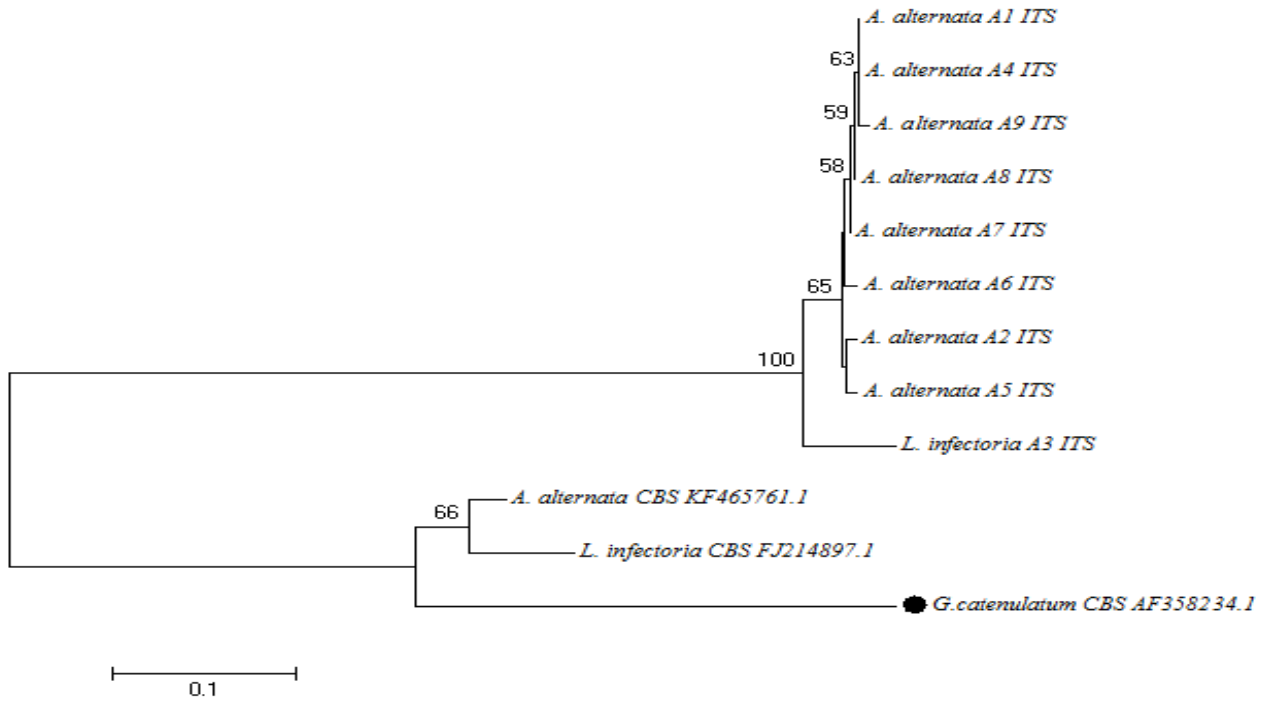 A. alternata A1 ITS
63
A. alternata A4 ITS
59
A. alternata A9 ITS
58
A. alternata A8 ITS
A. alternata A7 ITS
65
A. alternata A6 ITS
A. alternata A2 ITS
100
A. alternata A5 ITS
L. infectoria A3 ITS
A. alternata CBS KF465761.1
66
L. infectoria CBS FJ214897.1
G.catenulatum CBS AF358234.1
0.1